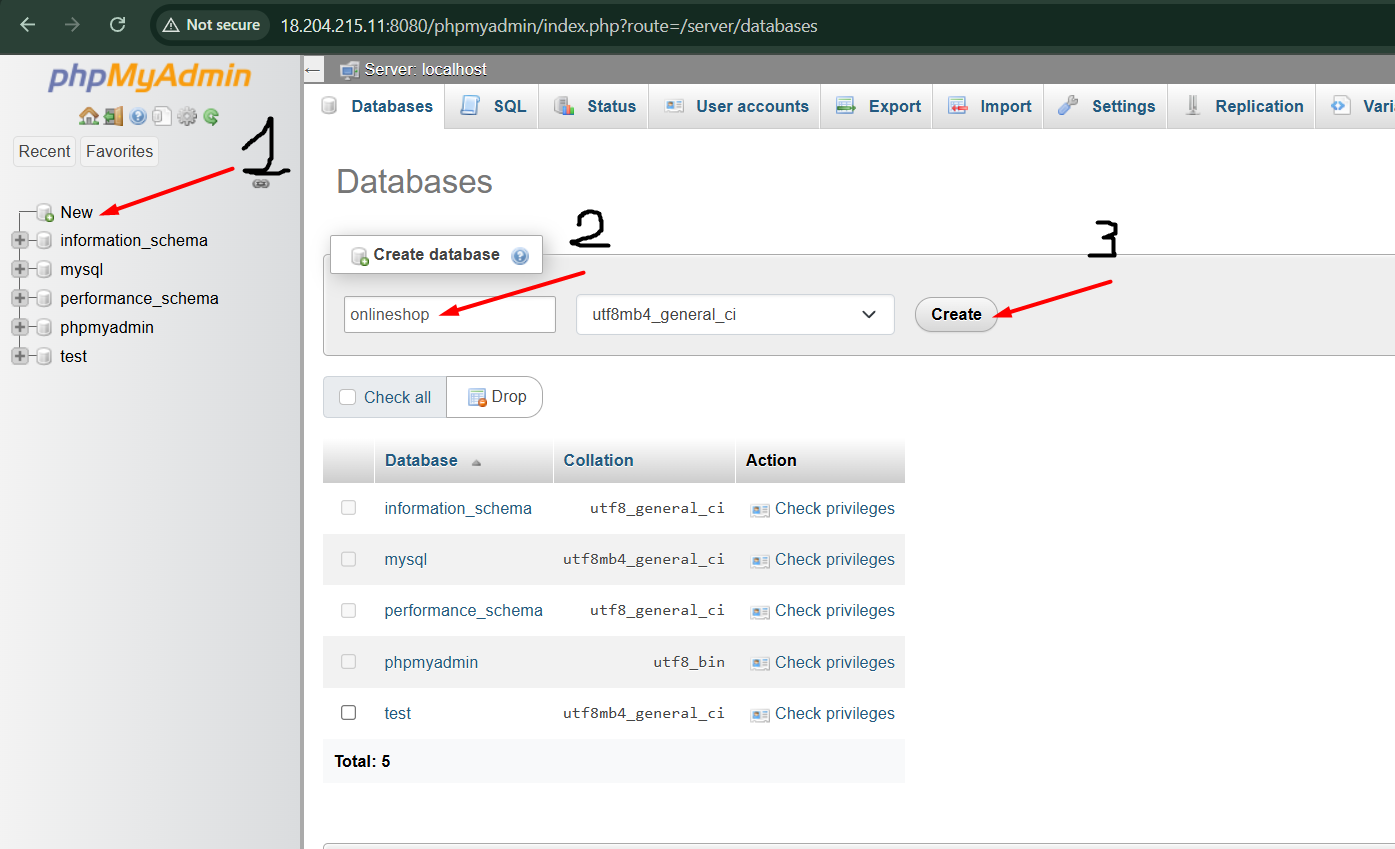 Not secure 18.204.215.11:8080/phpmyadmin/index.php?route=/server/databases
phpMyAdmin
Recent Favorites
1
New
information_schema
mysql
performance_schema
phpmyadmin
test
Server: localhost
Databases SQL Status User accounts Export Import Settings Replication Vari
Databases
2
3
Create database
onlineshop utf8mb4_general_ci Create
Check all Drop
Database Collation Action
information_schema utf8_general_ci Check privileges
mysql utf8mb4_general_ci Check privileges
performance_schema utf8_general_ci Check privileges
phpmyadmin utf8_bin Check privileges
test utf8mb4_general_ci Check privileges
Total: 5